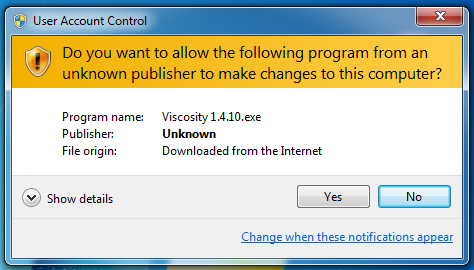 User Account Control
Do you want to allow the following program from an
unknown publisher to make changes to this computer?
Program name: Viscosity 1.4.10.exe
Publisher: Unknown
File origin: Downloaded from the Internet
Show details Yes No
Change when these notifications appear